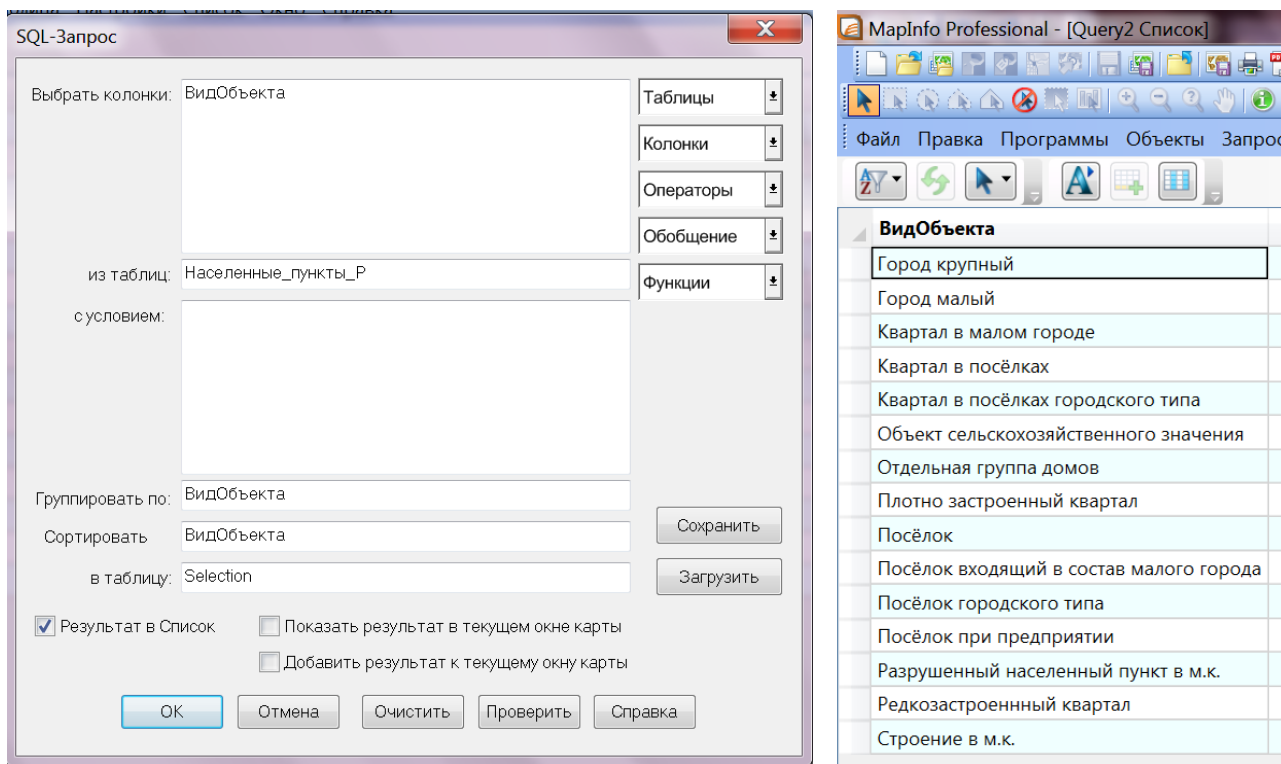 SQL-Запрос
Выбрать колонки:
ВидОбъекта
Таблицы
Колонки
Операторы
Обобщение
Функции
из таблиц:
Населенные_пункты_Р
с условием:
Группировать по:
ВидОбъекта
Сортировать
ВидОбъекта
в таблицу:
Selection
Сохранить
Загрузить
Результат в Список
Показать результат в текущем окне карты
Добавить результат к текущему окну карты
OK
Отмена
Очистить
Проверить
Справка
MapInfo Professional - [Query2 Список]
Файл Правка Программы Объекты Запрос
ВидОбъекта
Город крупный
Город малый
Квартал в малом городе
Квартал в посёлках
Квартал в посёлках городского типа
Объект сельскохозяйственного значения
Отдельная группа домов
Плотно застроенный квартал
Посёлок
Посёлок входящий в состав малого города
Посёлок городского типа
Посёлок при предприятии
Разрушенный населенный пункт в м.к.
Редкозастроеннный квартал
Строение в м.к.